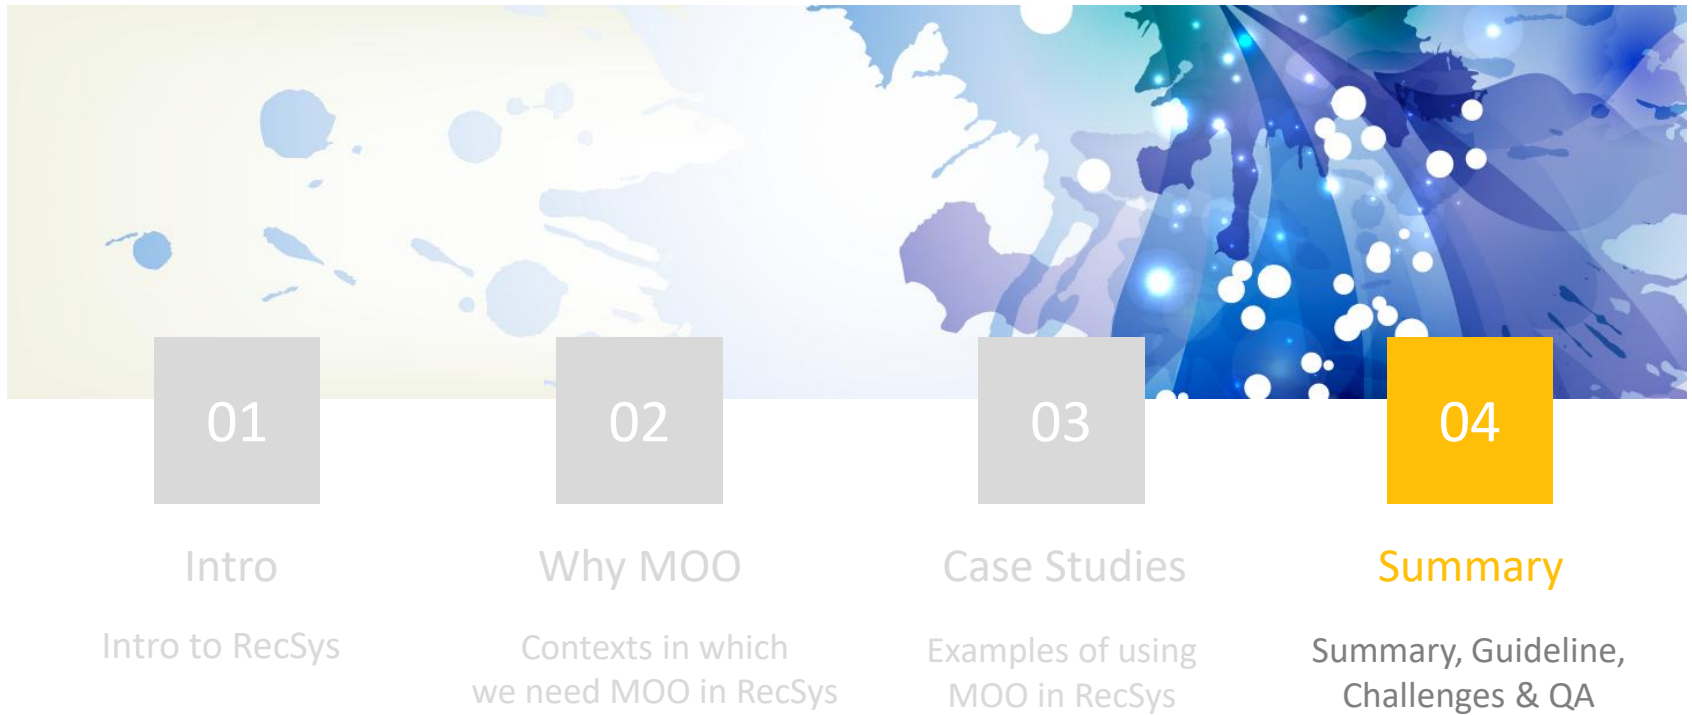 01
Intro
Intro to RecSys
02
Why MOO
Contexts in which
we need MOO in RecSys
03
Case Studies
Examples of using
MOO in RecSys
04
Summary
Summary, Guideline,
Challenges & QA